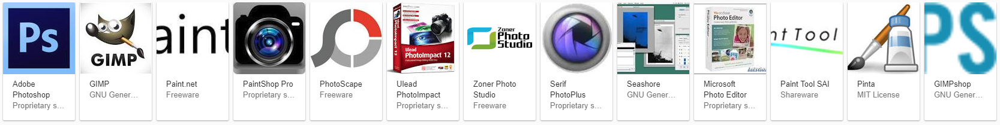 Ps
GIMP
aint
Ulead
PhotoImpact 12
Zoner
Photo
Studio
acdsee
Photo Editor
int Tool
PS
Adobe
Photoshop
Proprietary s...
GIMP
GNU Gener...
Paint.net
Freeware
PaintShop Pro
Proprietary s...
PhotoScape
Freeware
Ulead
PhotoImpact
Proprietary s...
Zoner Photo
Studio
Freeware
Serif
PhotoPlus
Proprietary s...
Seashore
GNU Gener...
Microsoft
Photo Editor
Proprietary s...
Paint Tool SAI
Shareware
Pinta
MIT License
GIMPshop
GNU Gener...